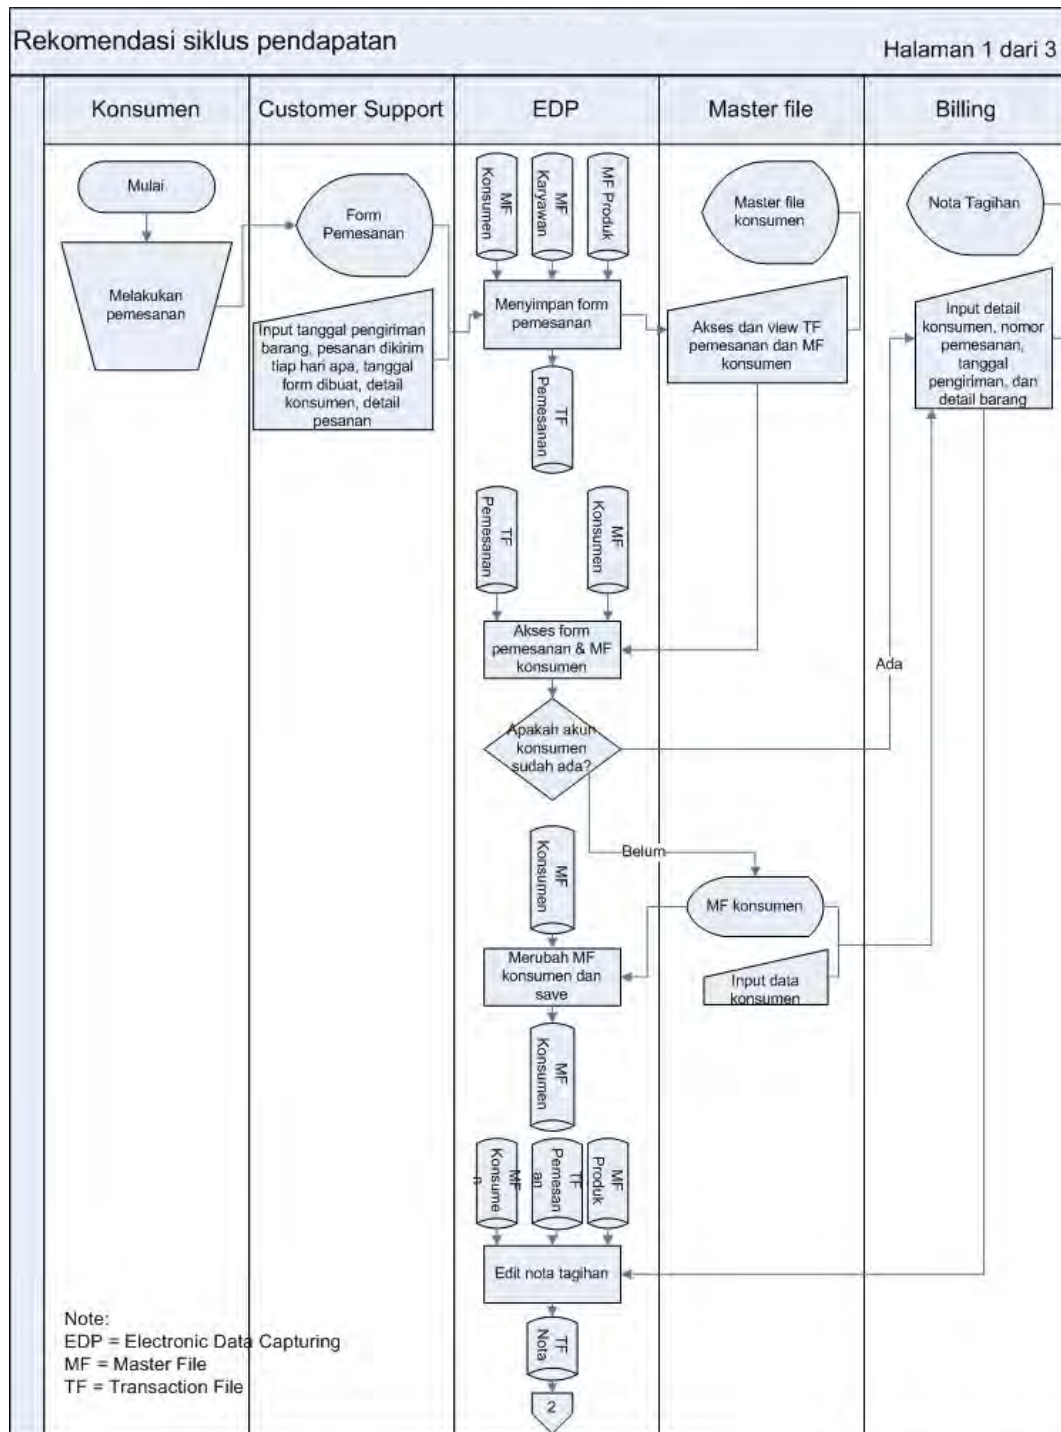 Rekomendasi siklus pendapatan
Halaman 1 dari 3
Konsumen
Customer Support
EDP
Master file
Billing
Mulai
Melakukan
pemesanan
Form
Pemesanan
Input tanggal pengiriman
barang, pesanan dikirim
tiap hari apa, tanggal
form dibuat, detail
konsumen, detail
pesanan
MF
Konsumen
MF
Karyawan
MF Produk
Menyimpan form
pemesanan
TF
Pemesanan
Master file
konsumen
Akses dan view TF
pemesanan dan MF
konsumen
Nota Tagihan
Input detail
konsumen, nomor
pemesanan,
tanggal
pengiriman, dan
detail barang
TF
Pemesanan
MF
Konsumen
Akses form
pemesanan & MF
konsumen
Ada
Apakah akun
konsumen
sudah ada?
Belum
MF
Konsumen
MF konsumen
Merubah MF
konsumen dan
save
Input data
konsumen
MF
Konsumen
MF
Konsume
n
TF
Pemesan
an
MF
Produk
Edit nota tagihan
TF
Nota
2
Note:
EDP = Electronic Data Capturing
MF = Master File
TF = Transaction File